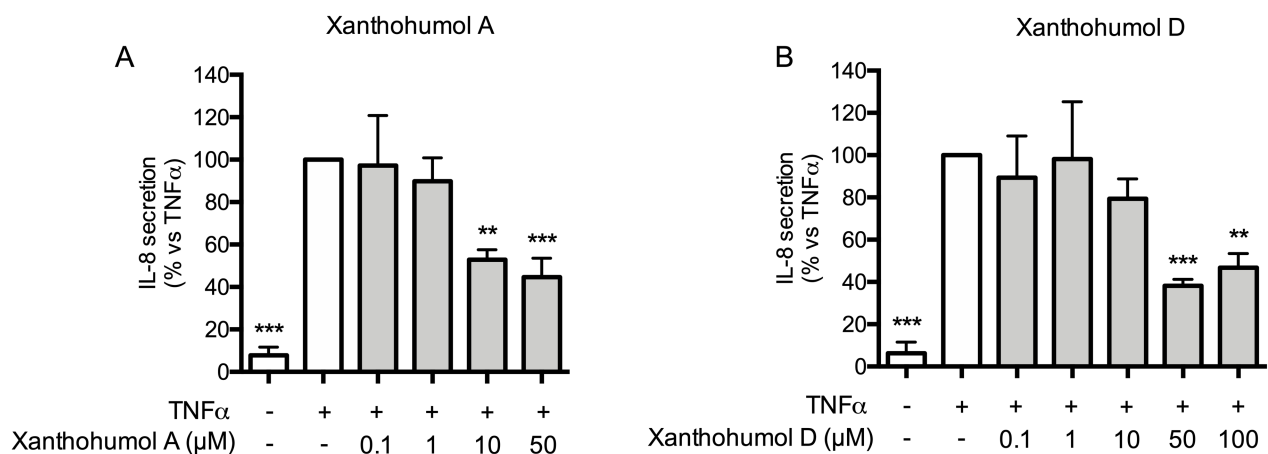 Xanthohumol A
A
IL-8 secretion
(% vs TNFα)
140
120
100
80
60
40
20
0
***
**
***
TNFα - + + + + +
Xanthohumol A (µM) - - 0.1 1 10 50
Xanthohumol D
B
IL-8 secretion
(% vs TNFα)
140
120
100
80
60
40
20
0
***
***
**
TNFα - + + + + + +
Xanthohumol D (µM) - - 0.1 1 10 50 100